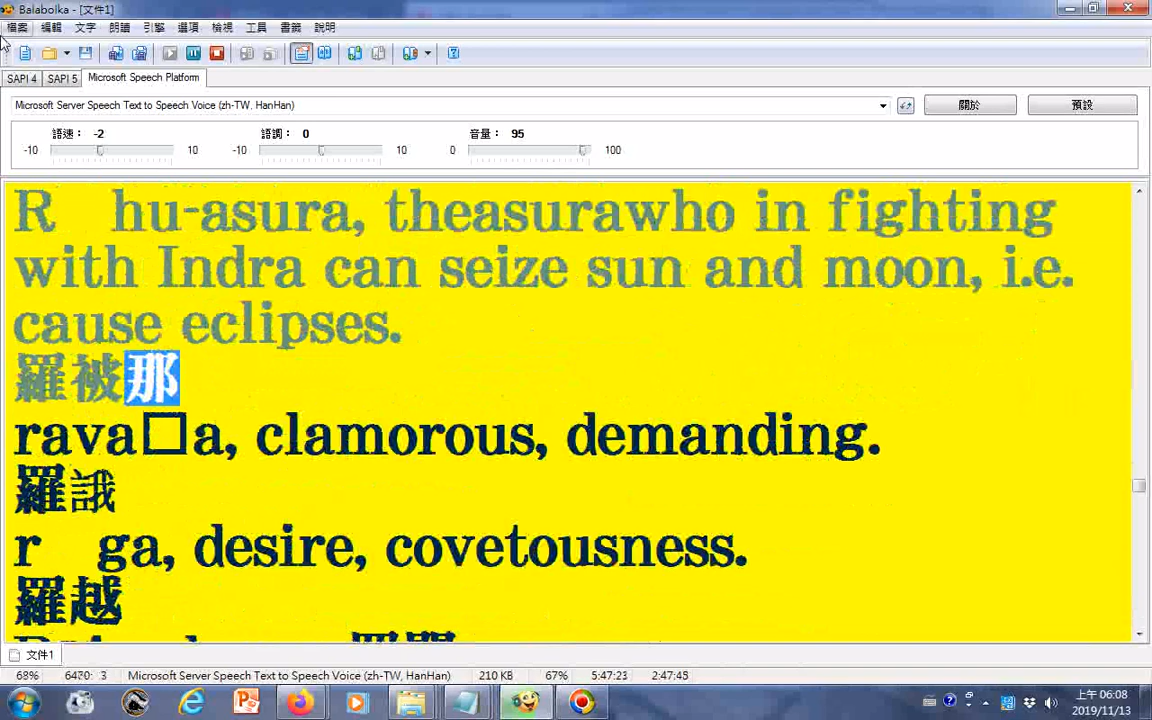 Balabolka - [文件1]
檔案 編輯 文字 朗讀 引擎 選項 檢視 工具 書籤 說明
SAPI 4 SAPI 5 Microsoft Speech Platform
Microsoft Server Speech Text to Speech Voice (zh-TW, HanHan)
關於 預設
語速： -2 語調： 0 音量： 95
-10 10 -10 10 0 100
R hu-asura, theasurawho in fighting
with Indra can seize sun and moon, i.e.
cause eclipses.
羅被那
rava□a, clamorous, demanding.
羅誐
r ga, desire, covetousness.
羅越
文件1
68% 6420: 3 Microsoft Server Speech Text to Speech Voice (zh-TW, HanHan) 210 KB 67% 5:47:23 2:47:45
上午 06:08
2019/11/13